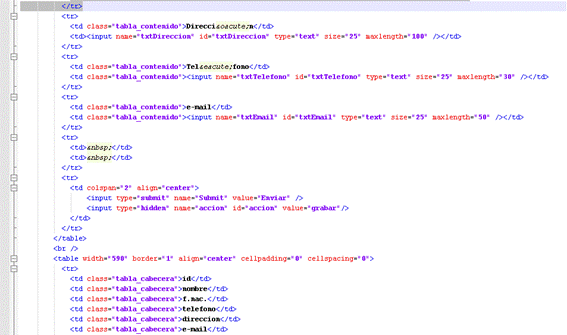 </tr>
<tr>
<td class="tabla_contenido">Direcci&oacute;n</td>
<td><input name="txtDireccion" id="txtDireccion" type="text" size="25" maxlength="100" /></td>
</tr>
<tr>
<td class="tabla_contenido">Tel&eacute;fono</td>
<td class="tabla_contenido"><input name="txtTelefono" id="txtTelefono" type="text" size="25" maxlength="30" /></td>
</tr>
<tr>
<td class="tabla_contenido">e-mail</td>
<td class="tabla_contenido"><input name="txtEmail" id="txtEmail" type="text" size="25" maxlength="50" /></td>
</tr>
<tr>
<td>&nbsp;</td>
<td>&nbsp;</td>
</tr>
<tr>
<td colspan="2" align="center">
<input type="submit" name="Submit" value="Enviar" />
<input type="hidden" name="accion" id="accion" value="grabar"/>
</td>
</tr>
</table>
<br />
<table width="590" border="1" align="center" cellpadding="0" cellspacing="0">
<tr>
<td class="tabla_cabecera">id</td>
<td class="tabla_cabecera">nombre</td>
<td class="tabla_cabecera">f.nac.</td>
<td class="tabla_cabecera">telefono</td>
<td class="tabla_cabecera">direccion</td>
<td class="tabla_cabecera">e-mail</td>